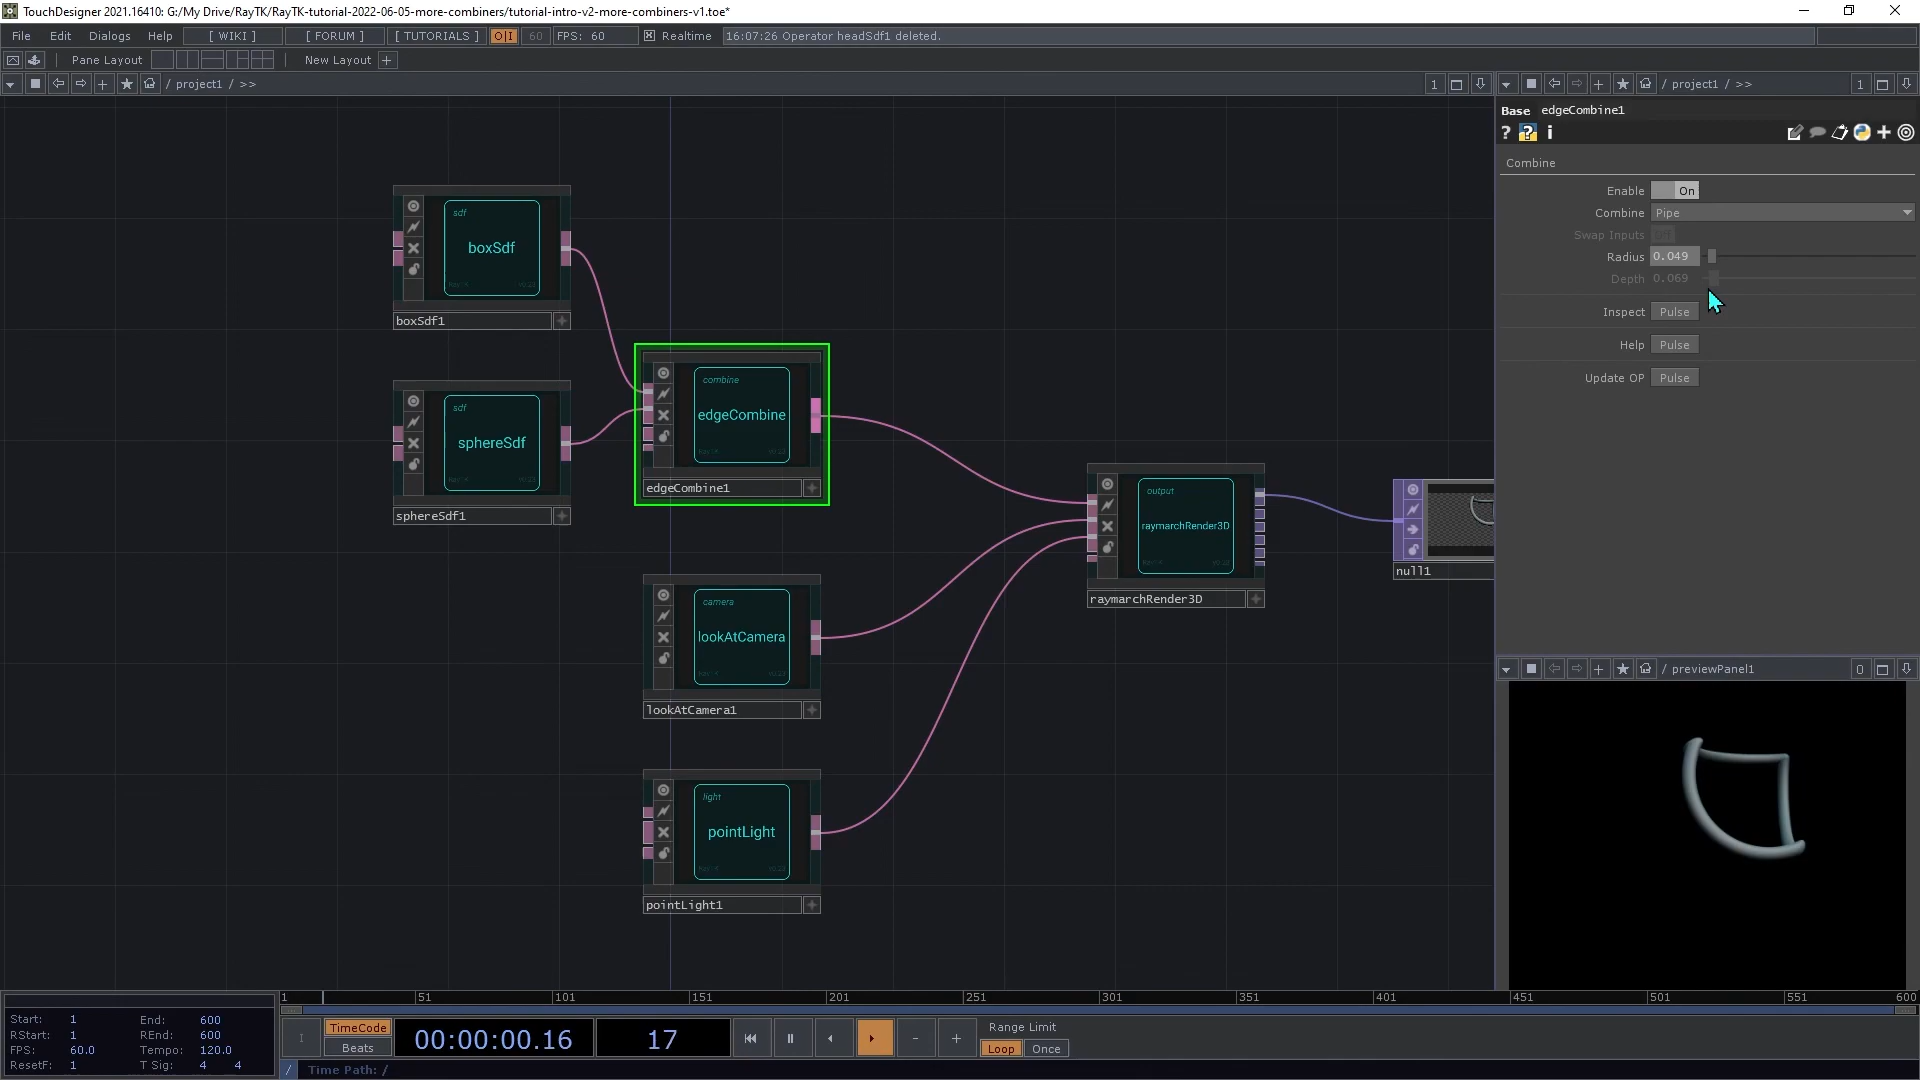 TouchDesigner 2021.16410: G:/My Drive/RayTK/RayTK-tutorial-2022-06-05-more-combiners/tutorial-intro-v2-more-combiners-v1.toe*
File Edit Dialogs Help [ WIKI ] [ FORUM ] [ TUTORIALS ] O|I 60 FPS: 60 Realtime 16:07:26 Operator headSdf1 deleted.
Pane Layout New Layout +
/ project1 / >> 1
/ project1 / >> 1
Base edgeCombine1
? ? i
Combine
Enable On
Combine Pipe
Swap Inputs Off
Radius 0.049
Depth 0.069
Inspect Pulse
Help Pulse
Update OP Pulse
sdf
boxSdf
boxSdf1
sdf
sphereSdf
sphereSdf1
combine
edgeCombine
edgeCombine1
camera
lookAtCamera
lookAtCamera1
light
pointLight
pointLight1
output
raymarchRender3D
raymarchRender3D
null1
/ previewPanel1 0
1 51 101 151 201 251 301 351 401 451 501 551 600
Start: 1 End: 600
RStart: 1 REnd: 600
FPS: 60.0 Tempo: 120.0
ResetF: 1 T Sig: 4 4
TimeCode
Beats
00:00:00.16
17
Range Limit
Loop Once
/ Time Path: /